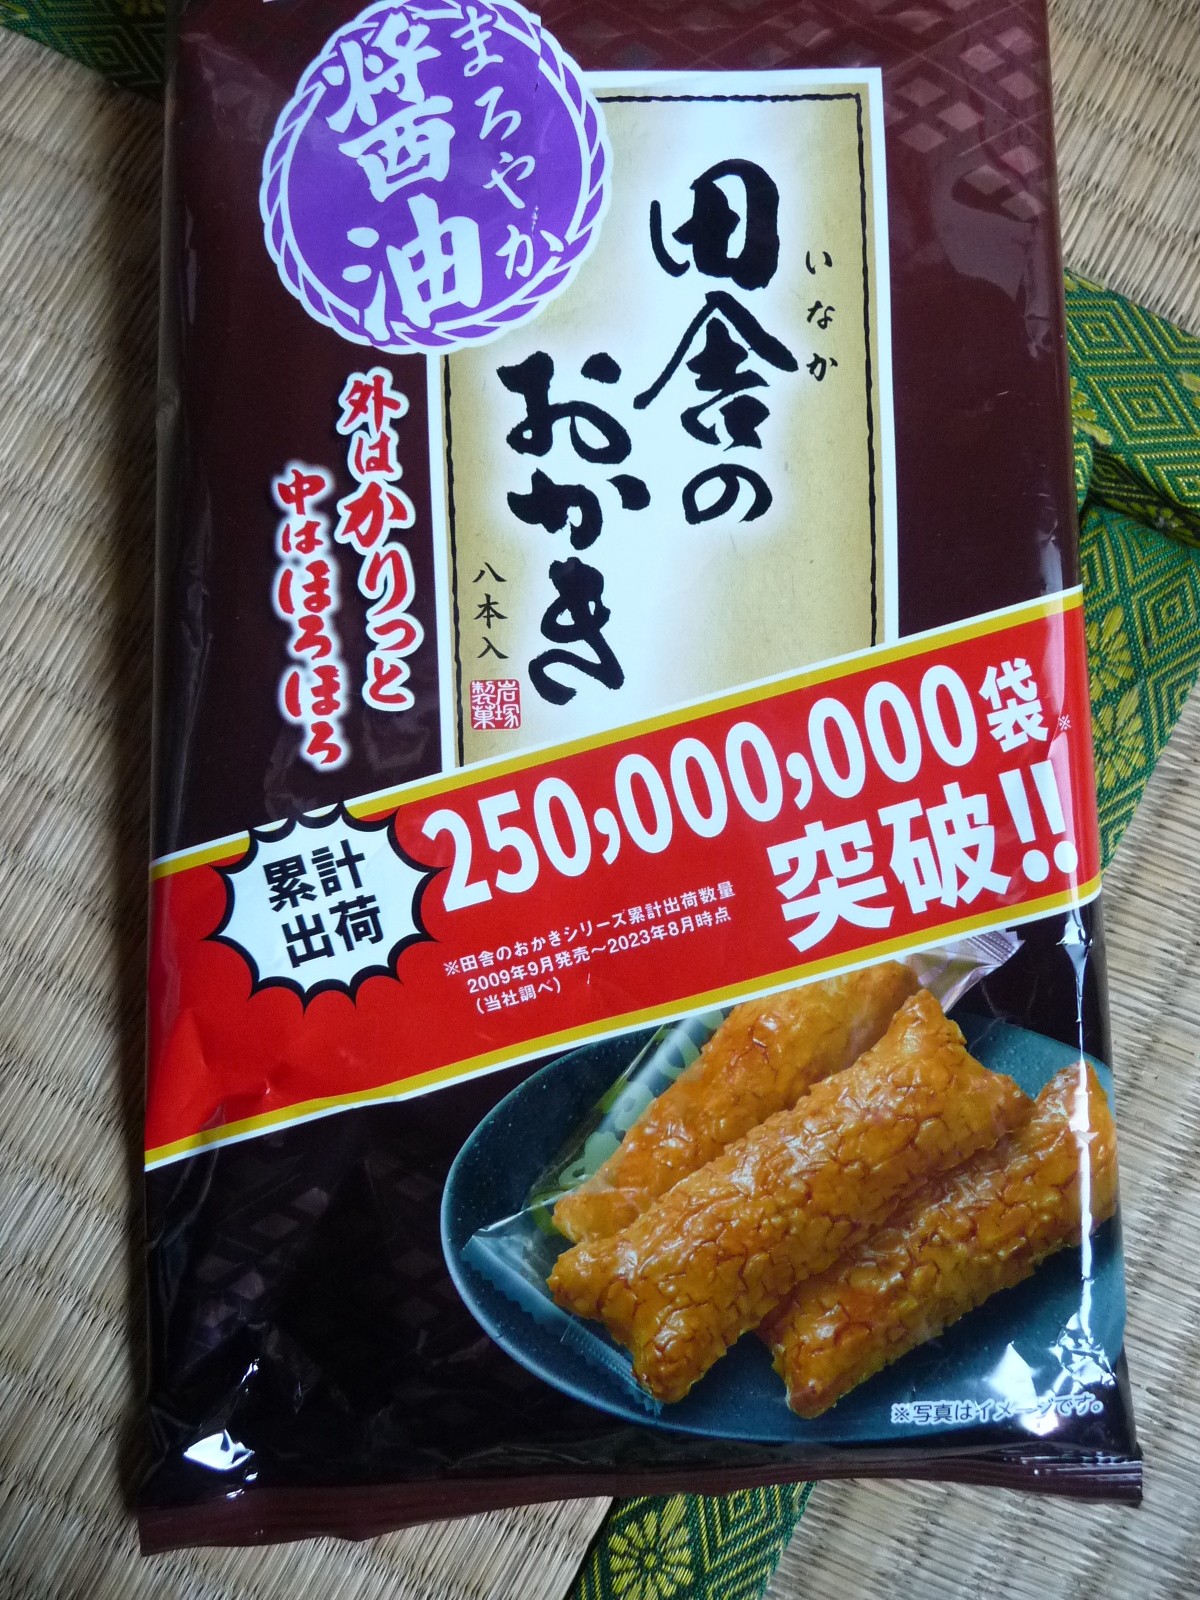 まろやか
醤油
いなか
田舎の
おかき
八本入
岩塚
製菓
外はかりっと
中はほろほろ
累計
出荷
250,000,000袋※
突破!!
※田舎のおかきシリーズ累計出荷数量
2009年9月発売～2023年8月時点
(当社調べ)
※写真はイメージです。